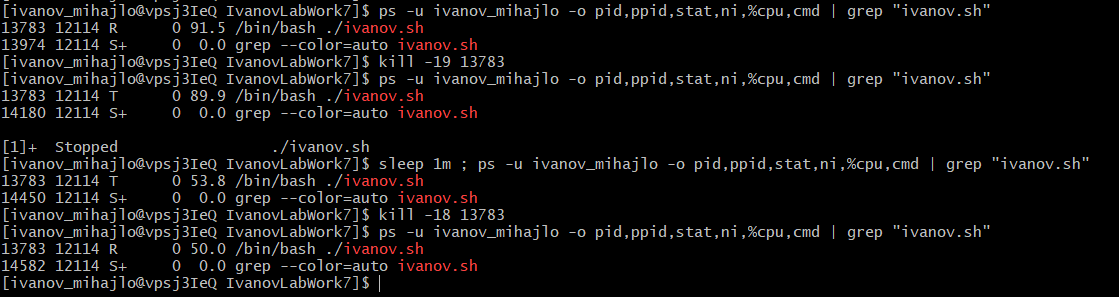 [ivanov_mihajlo@vpsj3IeQ IvanovLabWork7]$ ps -u ivanov_mihajlo -o pid,ppid,stat,ni,%cpu,cmd | grep "ivanov.sh"
13783 12114 R      0 91.5 /bin/bash ./ivanov.sh
13974 12114 S+     0  0.0 grep --color=auto ivanov.sh
[ivanov_mihajlo@vpsj3IeQ IvanovLabWork7]$ kill -19 13783
[ivanov_mihajlo@vpsj3IeQ IvanovLabWork7]$ ps -u ivanov_mihajlo -o pid,ppid,stat,ni,%cpu,cmd | grep "ivanov.sh"
13783 12114 T      0 89.9 /bin/bash ./ivanov.sh
14180 12114 S+     0  0.0 grep --color=auto ivanov.sh
[1]+  Stopped                 ./ivanov.sh
[ivanov_mihajlo@vpsj3IeQ IvanovLabWork7]$ sleep 1m ; ps -u ivanov_mihajlo -o pid,ppid,stat,ni,%cpu,cmd | grep "ivanov.sh"
13783 12114 T      0 53.8 /bin/bash ./ivanov.sh
14450 12114 S+     0  0.0 grep --color=auto ivanov.sh
[ivanov_mihajlo@vpsj3IeQ IvanovLabWork7]$ kill -18 13783
[ivanov_mihajlo@vpsj3IeQ IvanovLabWork7]$ ps -u ivanov_mihajlo -o pid,ppid,stat,ni,%cpu,cmd | grep "ivanov.sh"
13783 12114 R      0 50.0 /bin/bash ./ivanov.sh
14582 12114 S+     0  0.0 grep --color=auto ivanov.sh
[ivanov_mihajlo@vpsj3IeQ IvanovLabWork7]$